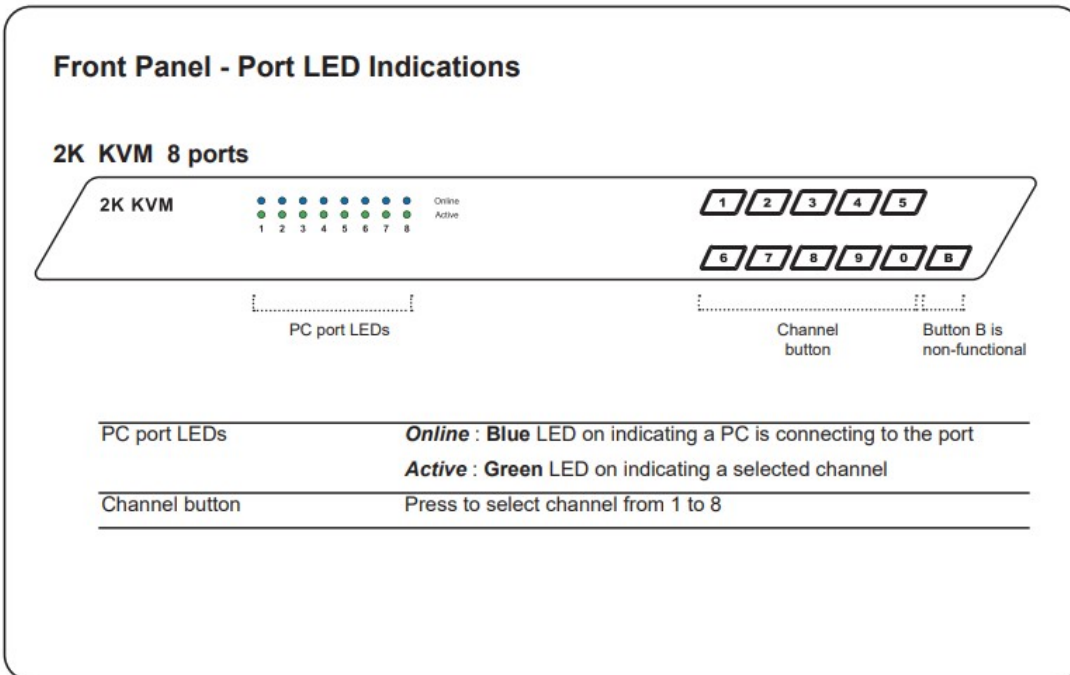 Front Panel - Port LED Indications
2K KVM 8 ports
2K KVM
Online
Active
1 2 3 4 5 6 7 8
1 2 3 4 5
6 7 8 9 0 B
PC port LEDs
Channel
button
Button B is
non-functional
PC port LEDs
Online : Blue LED on indicating a PC is connecting to the port
Active : Green LED on indicating a selected channel
Channel button
Press to select channel from 1 to 8